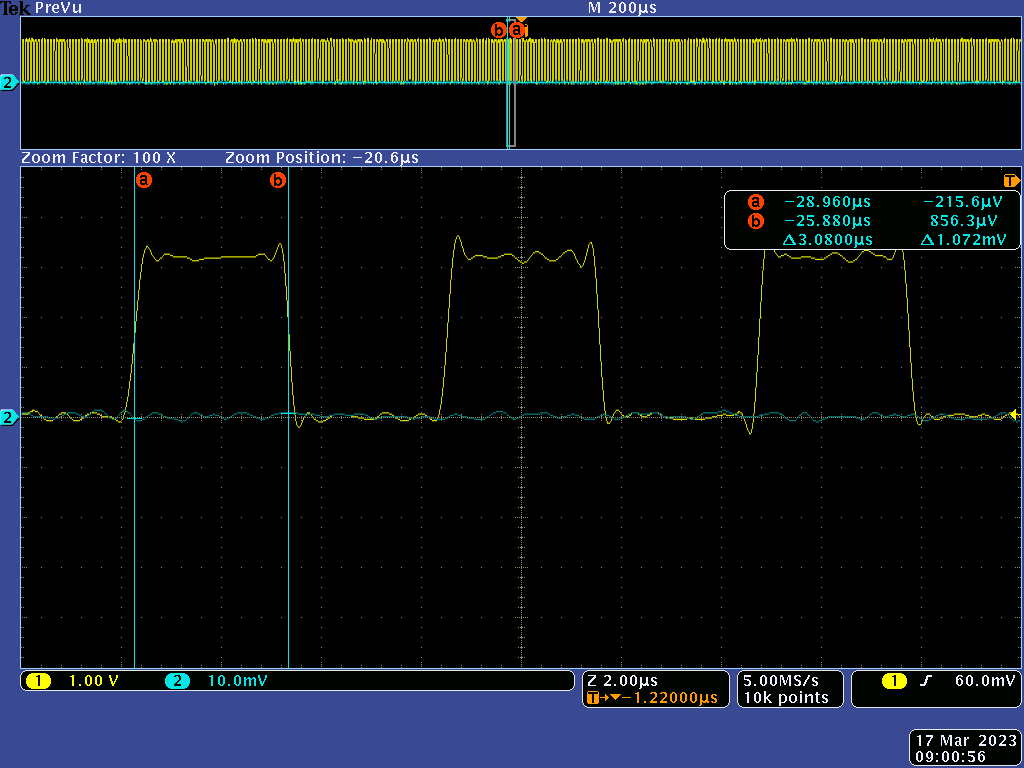 Tek PreVu M 200µs
b a
2
Zoom Factor: 100 X Zoom Position: −20.6µs
a b T
a −28.960µs −215.6µV
b −25.880µs 856.3µV
Δ3.0800µs Δ1.072mV
2
1 1.00 V 2 10.0mV
Z 2.00µs
T→▼−1.22000µs
5.00MS/s
10k points
1 60.0mV
17 Mar 2023
09:00:56